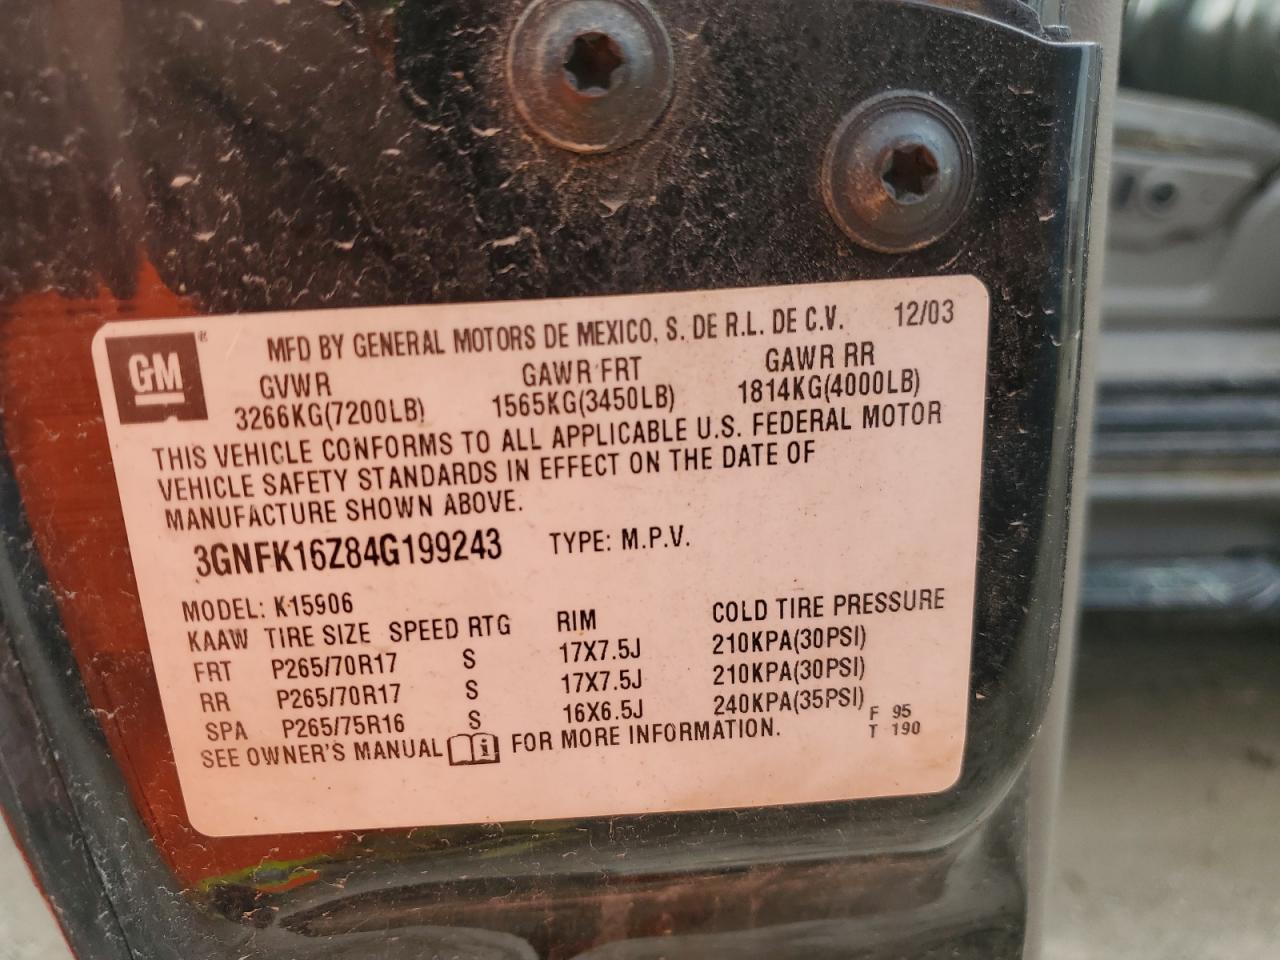 GM ®
MFD BY GENERAL MOTORS DE MEXICO, S. DE R.L. DE C.V. 12/03
GVWR GAWR FRT GAWR RR
3266KG(7200LB) 1565KG(3450LB) 1814KG(4000LB)
THIS VEHICLE CONFORMS TO ALL APPLICABLE U.S. FEDERAL MOTOR
VEHICLE SAFETY STANDARDS IN EFFECT ON THE DATE OF
MANUFACTURE SHOWN ABOVE.
3GNFK16Z84G199243 TYPE: M.P.V.
MODEL: K15906
KAAW TIRE SIZE SPEED RTG RIM COLD TIRE PRESSURE
FRT P265/70R17 S 17X7.5J 210KPA(30PSI)
RR P265/70R17 S 17X7.5J 210KPA(30PSI)
SPA P265/75R16 S 16X6.5J 240KPA(35PSI)
SEE OWNER'S MANUAL i FOR MORE INFORMATION.
F 95
T 190